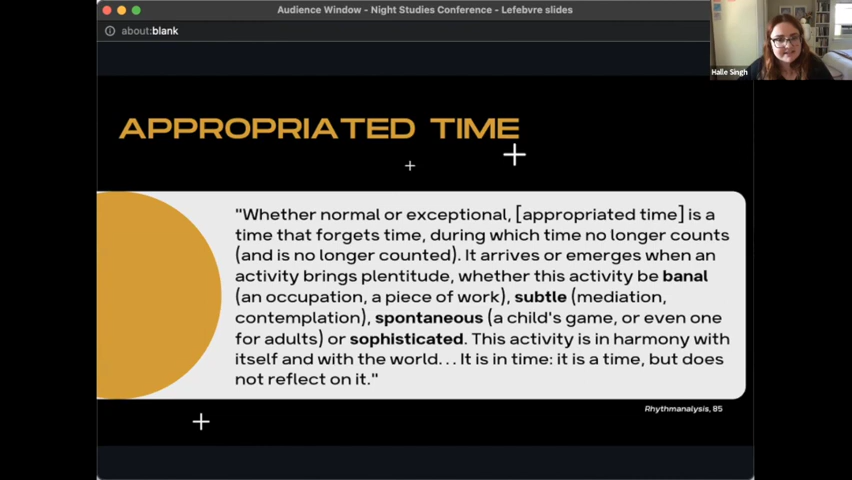 Audience Window - Night Studies Conference - Lefebvre slides
about:blank
Halle Singh
APPROPRIATED TIME
"Whether normal or exceptional, [appropriated time] is a
time that forgets time, during which time no longer counts
(and is no longer counted). It arrives or emerges when an
activity brings plentitude, whether this activity be banal
(an occupation, a piece of work), subtle (mediation,
contemplation), spontaneous (a child's game, or even one
for adults) or sophisticated. This activity is in harmony with
itself and with the world... It is in time: it is a time, but does
not reflect on it."
Rhythmanalysis, 85